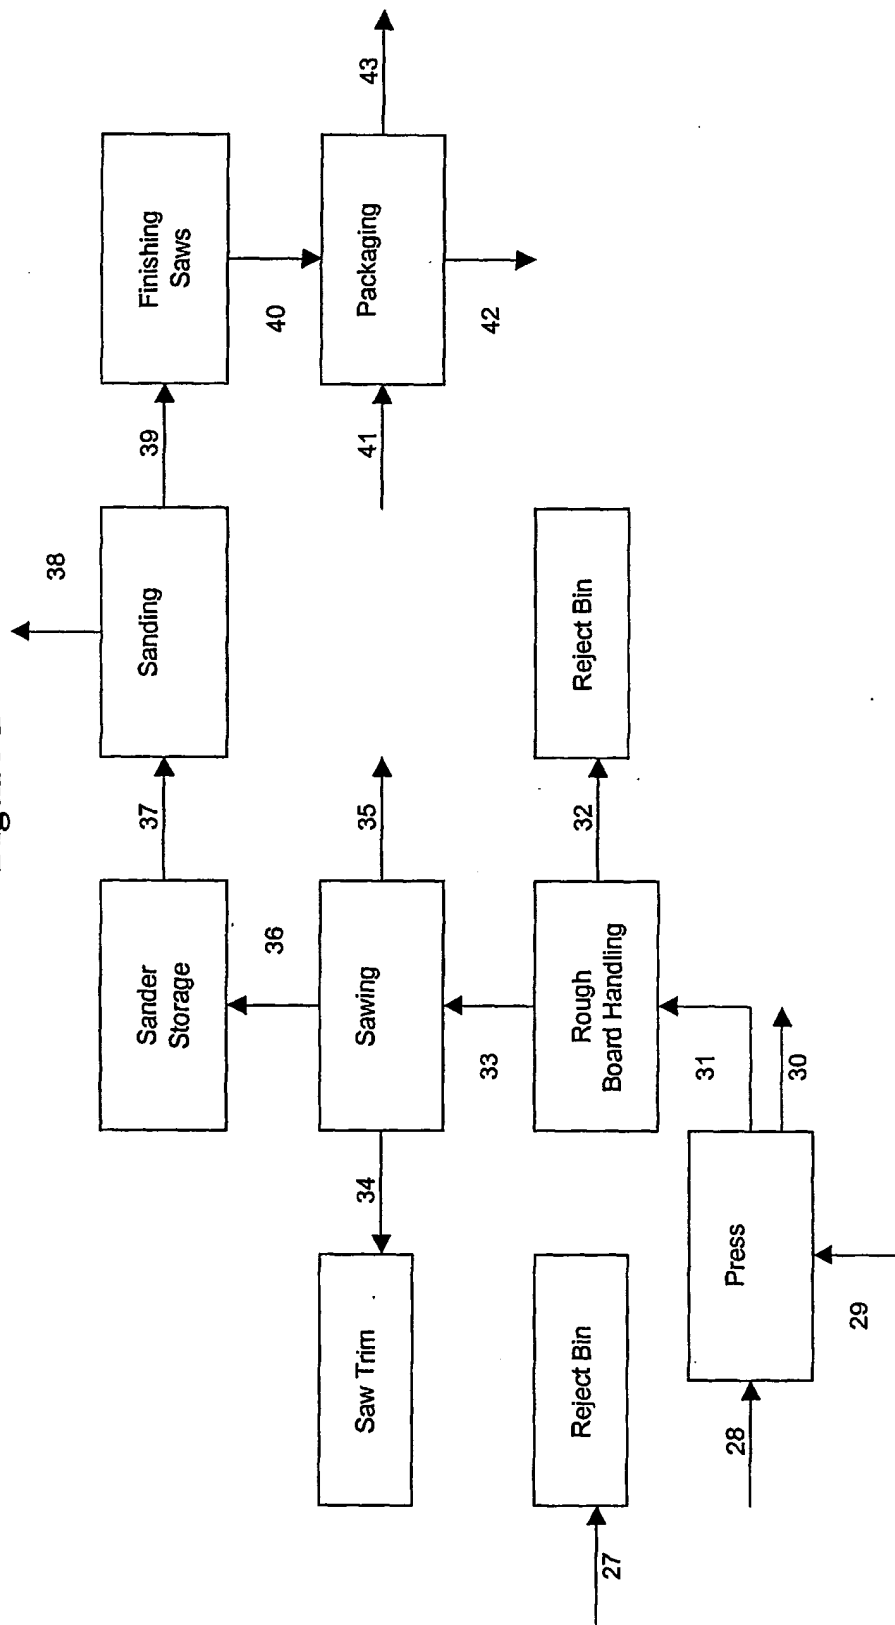 38
Sander
Storage
37
Sanding
39
Finishing
Saws
36
40
Saw Trim
34
Sawing
35
41
Packaging
43
33
42
27
Reject Bin
Rough
Board Handling
32
Reject Bin
31
28
Press
30
29